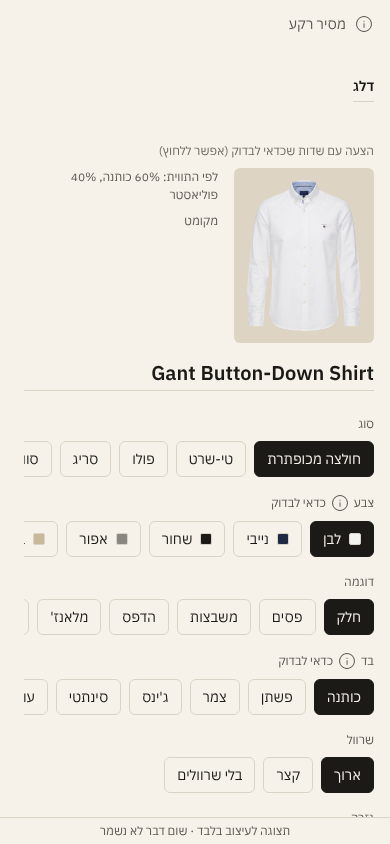 מסיר רקע
דלג
הצעה עם שדות שכדאי לבדוק (אפשר ללחוץ)
לפי התווית: 60% כותנה, 40%
פוליאסטר
מקומט
Gant Button-Down Shirt
סוג
חולצה מכופתרת טי-שרט פולו סריג
צבע כדאי לבדוק
לבן נייבי שחור אפור
דוגמה
חלק פסים משבצות הדפס מלאנז'
בד כדאי לבדוק
כותנה פשתן צמר ג'ינס סינתטי
שרוול
ארוך קצר בלי שרוולים
תצוגה לעיצוב בלבד · שום דבר לא נשמר